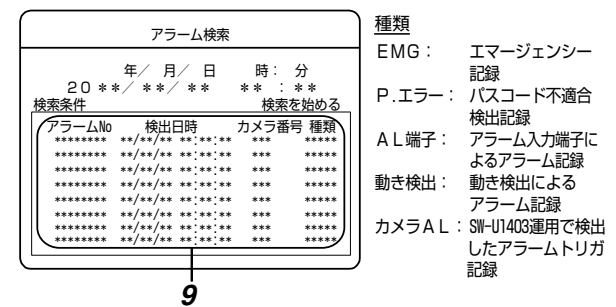 アラーム検索
年／ 月／ 日 時： 分
２０＊＊／＊＊／＊＊ ＊＊ ：＊＊
検索条件 検索を始める
アラームNo 検出日時 カメラ番号 種類
******** **/**/** **:**:** *** *****
******** **/**/** **:**:** *** *****
******** **/**/** **:**:** *** *****
******** **/**/** **:**:** *** *****
******** **/**/** **:**:** *** *****
******** **/**/** **:**:** *** *****
******** **/**/** **:**:** *** *****
******** **/**/** **:**:** *** *****
9
種類
ＥＭＧ： エマージェンシー
記録
Ｐ.エラー： パスコード不適合
検出記録
ＡＬ端子： アラーム入力端子に
よるアラーム記録
動き検出： 動き検出による
アラーム記録
カメラＡＬ：SW-U1403運用で検出
したアラームトリガ
記録